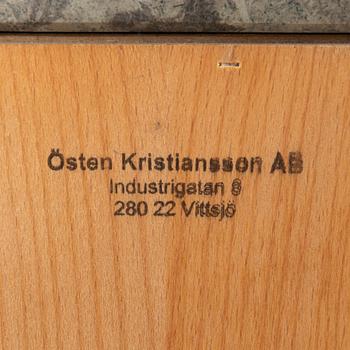 Östen Kristiansson AB
Industrigatan 8
280 22 Vittsjö